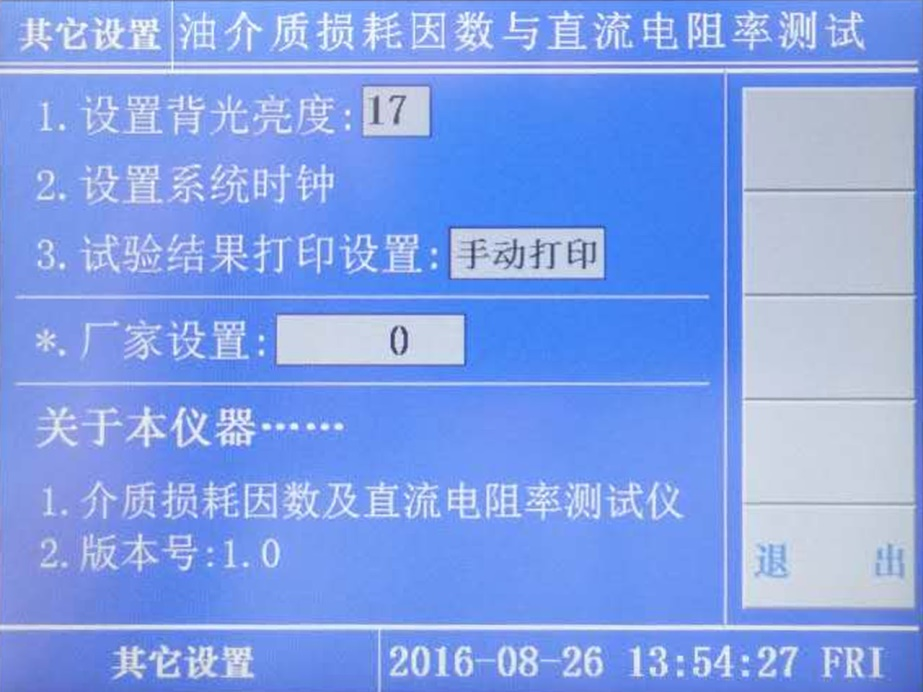 其它设置 油介质损耗因数与直流电阻率测试
1.设置背光亮度:17
2.设置系统时钟
3.试验结果打印设置:手动打印
*.厂家设置:0
关于本仪器……
1.介质损耗因数及直流电阻率测试仪
2.版本号:1.0
退 出
其它设置 2016-08-26 13:54:27 FRI